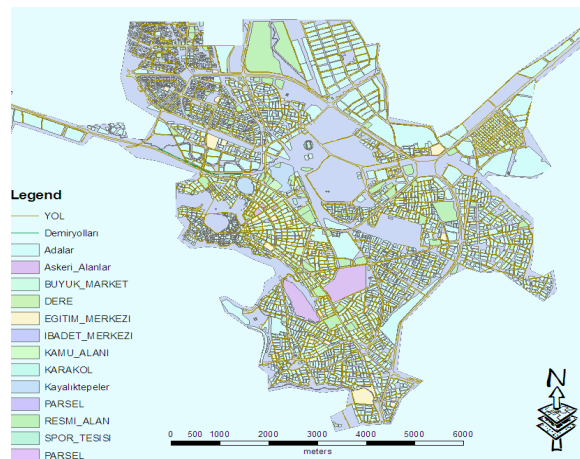 Legend
YOL
Demiryolları
Adalar
Askeri_Alanlar
BUYUK_MARKET
DERE
EGITIM_MERKEZI
IBADET_MERKEZI
KAMU_ALANI
KARAKOL
Kayalıktepeler
PARSEL
RESMI_ALAN
SPOR_TESISI
PARSEL
N
0 500 1000 2000 3000 4000 5000 6000
meters